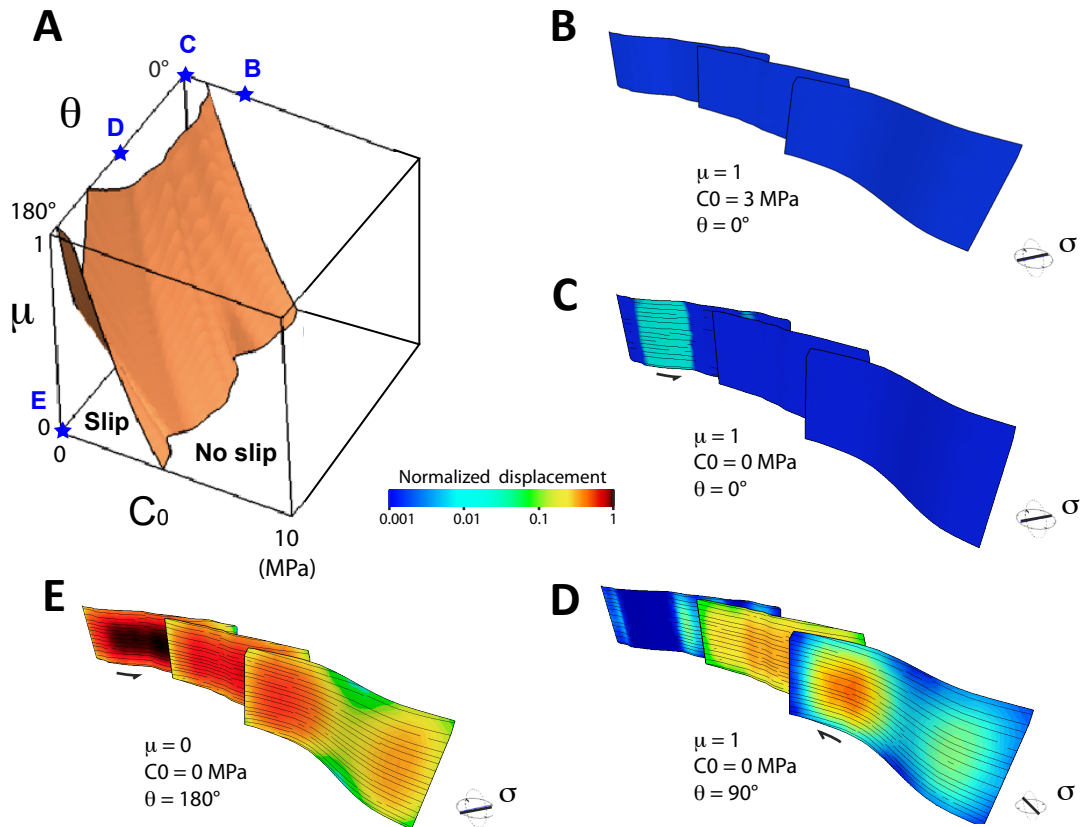 A
C
0°
B
θ
D
180°
1
μ
E
0
0
Slip
No slip
C0
10
(MPa)
Normalized displacement
0.001 0.01 0.1 1
B
μ = 1
C0 = 3 MPa
θ = 0°
σ
C
μ = 1
C0 = 0 MPa
θ = 0°
σ
E
μ = 0
C0 = 0 MPa
θ = 180°
σ
D
μ = 1
C0 = 0 MPa
θ = 90°
σ